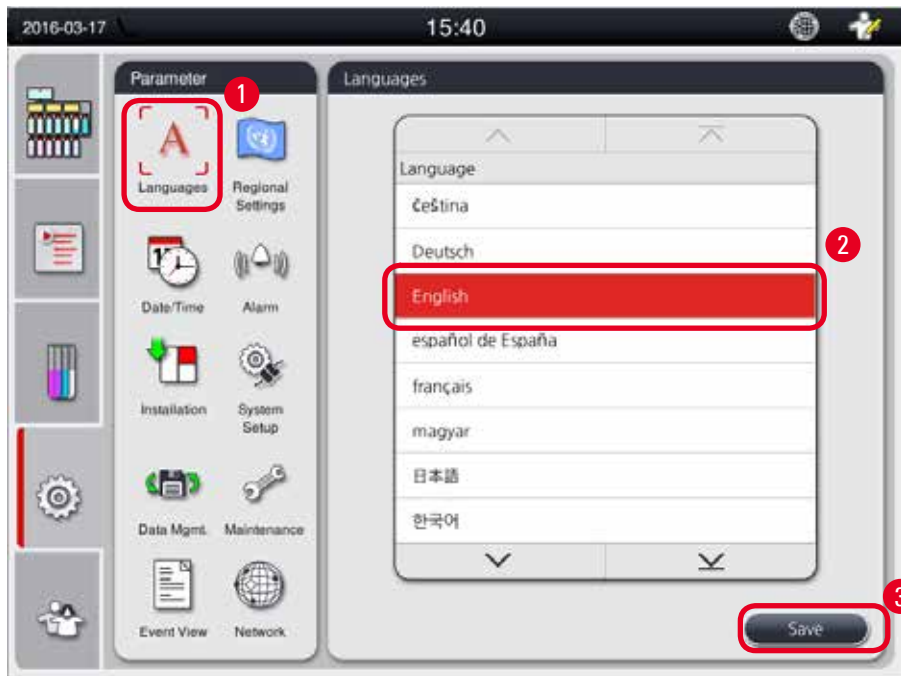 2016-03-17
15:40
Parameter
1
Languages
Regional
Settings
Date/Time
Alarm
Installation
System
Setup
Data Mgmt.
Maintenance
Event View
Network
Languages
Language
čeština
Deutsch
2
English
español de España
français
magyar
日本語
한국어
3
Save